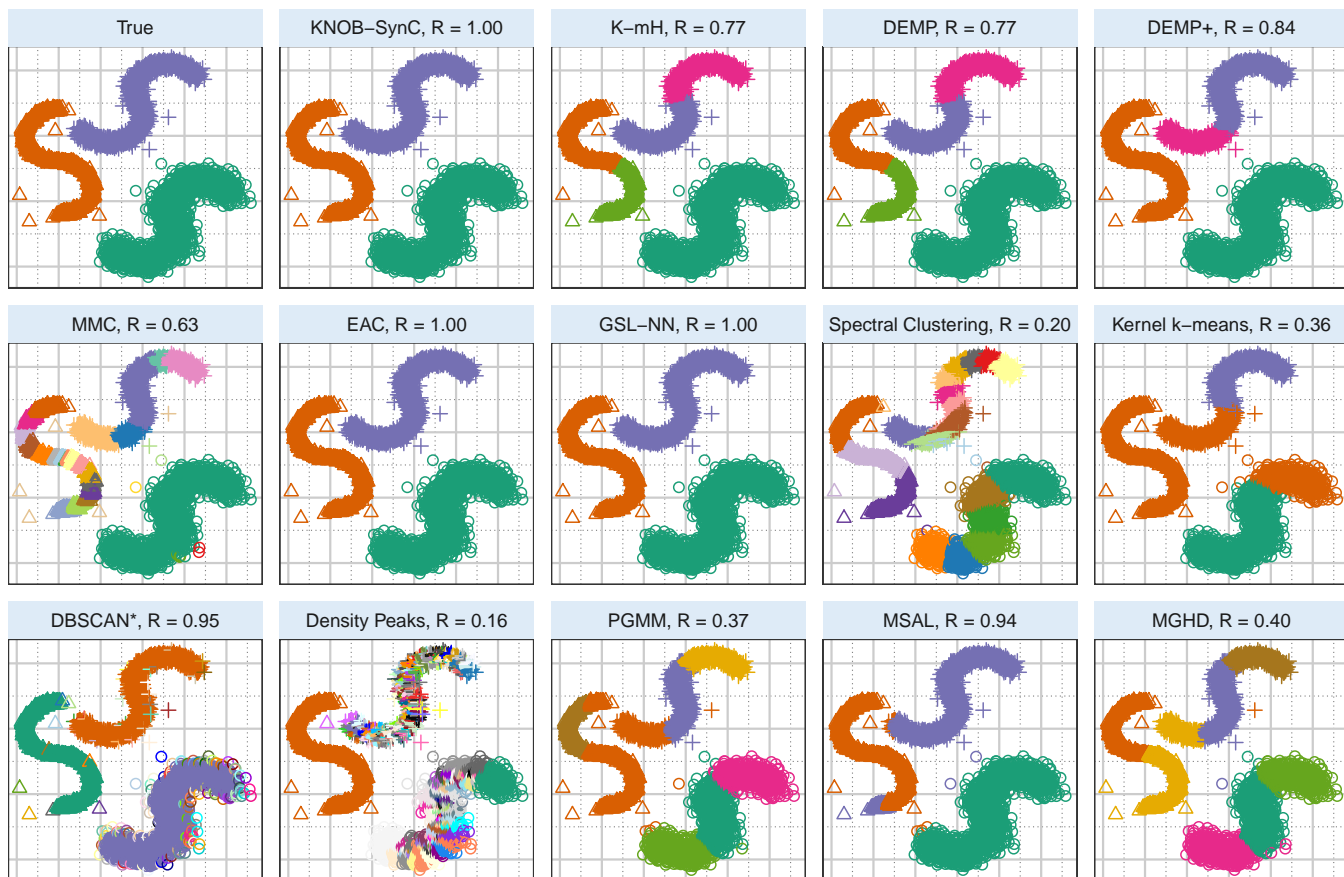 True
KNOB−SynC, R = 1.00
K−mH, R = 0.77
DEMP, R = 0.77
DEMP+, R = 0.84
MMC, R = 0.63
EAC, R = 1.00
GSL−NN, R = 1.00
Spectral Clustering, R = 0.20
Kernel k−means, R = 0.36
DBSCAN*, R = 0.95
Density Peaks, R = 0.16
PGMM, R = 0.37
MSAL, R = 0.94
MGHD, R = 0.40